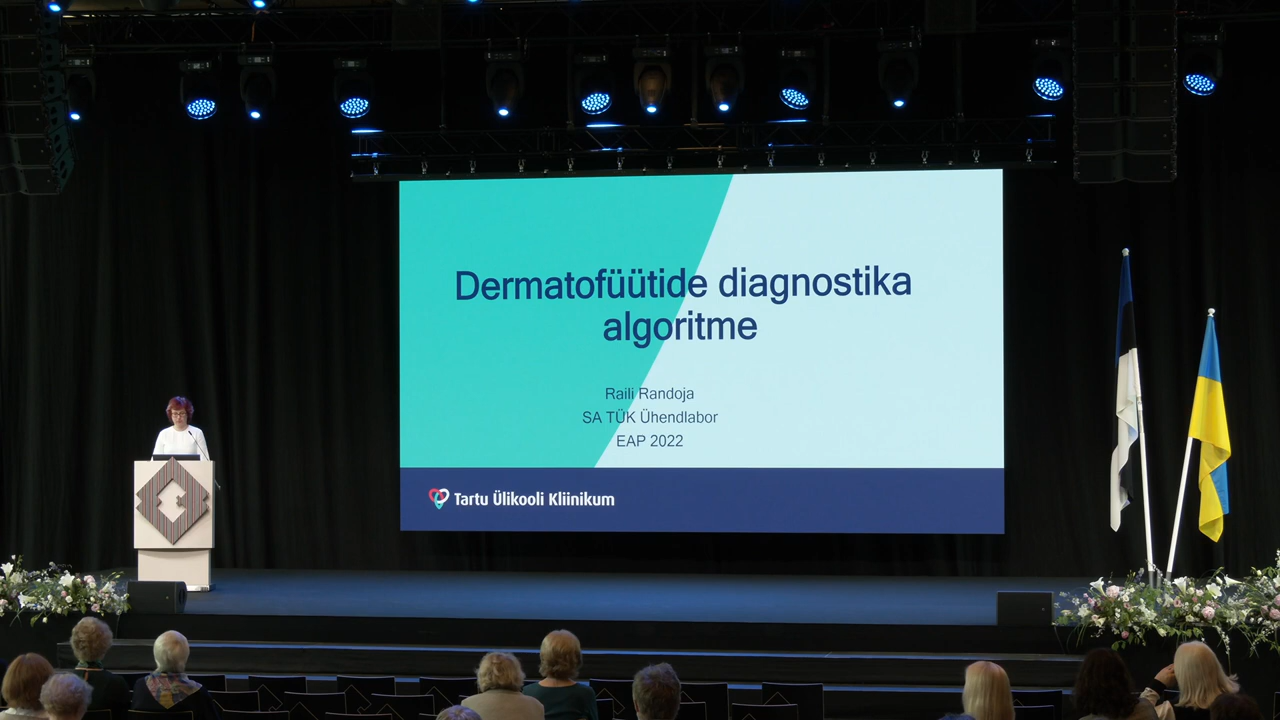 Dermatofüütide diagnostika
algoritme
Raili Randoja
SA TÜK Ühendlabor
EAP 2022
Tartu Ülikooli Kliinikum